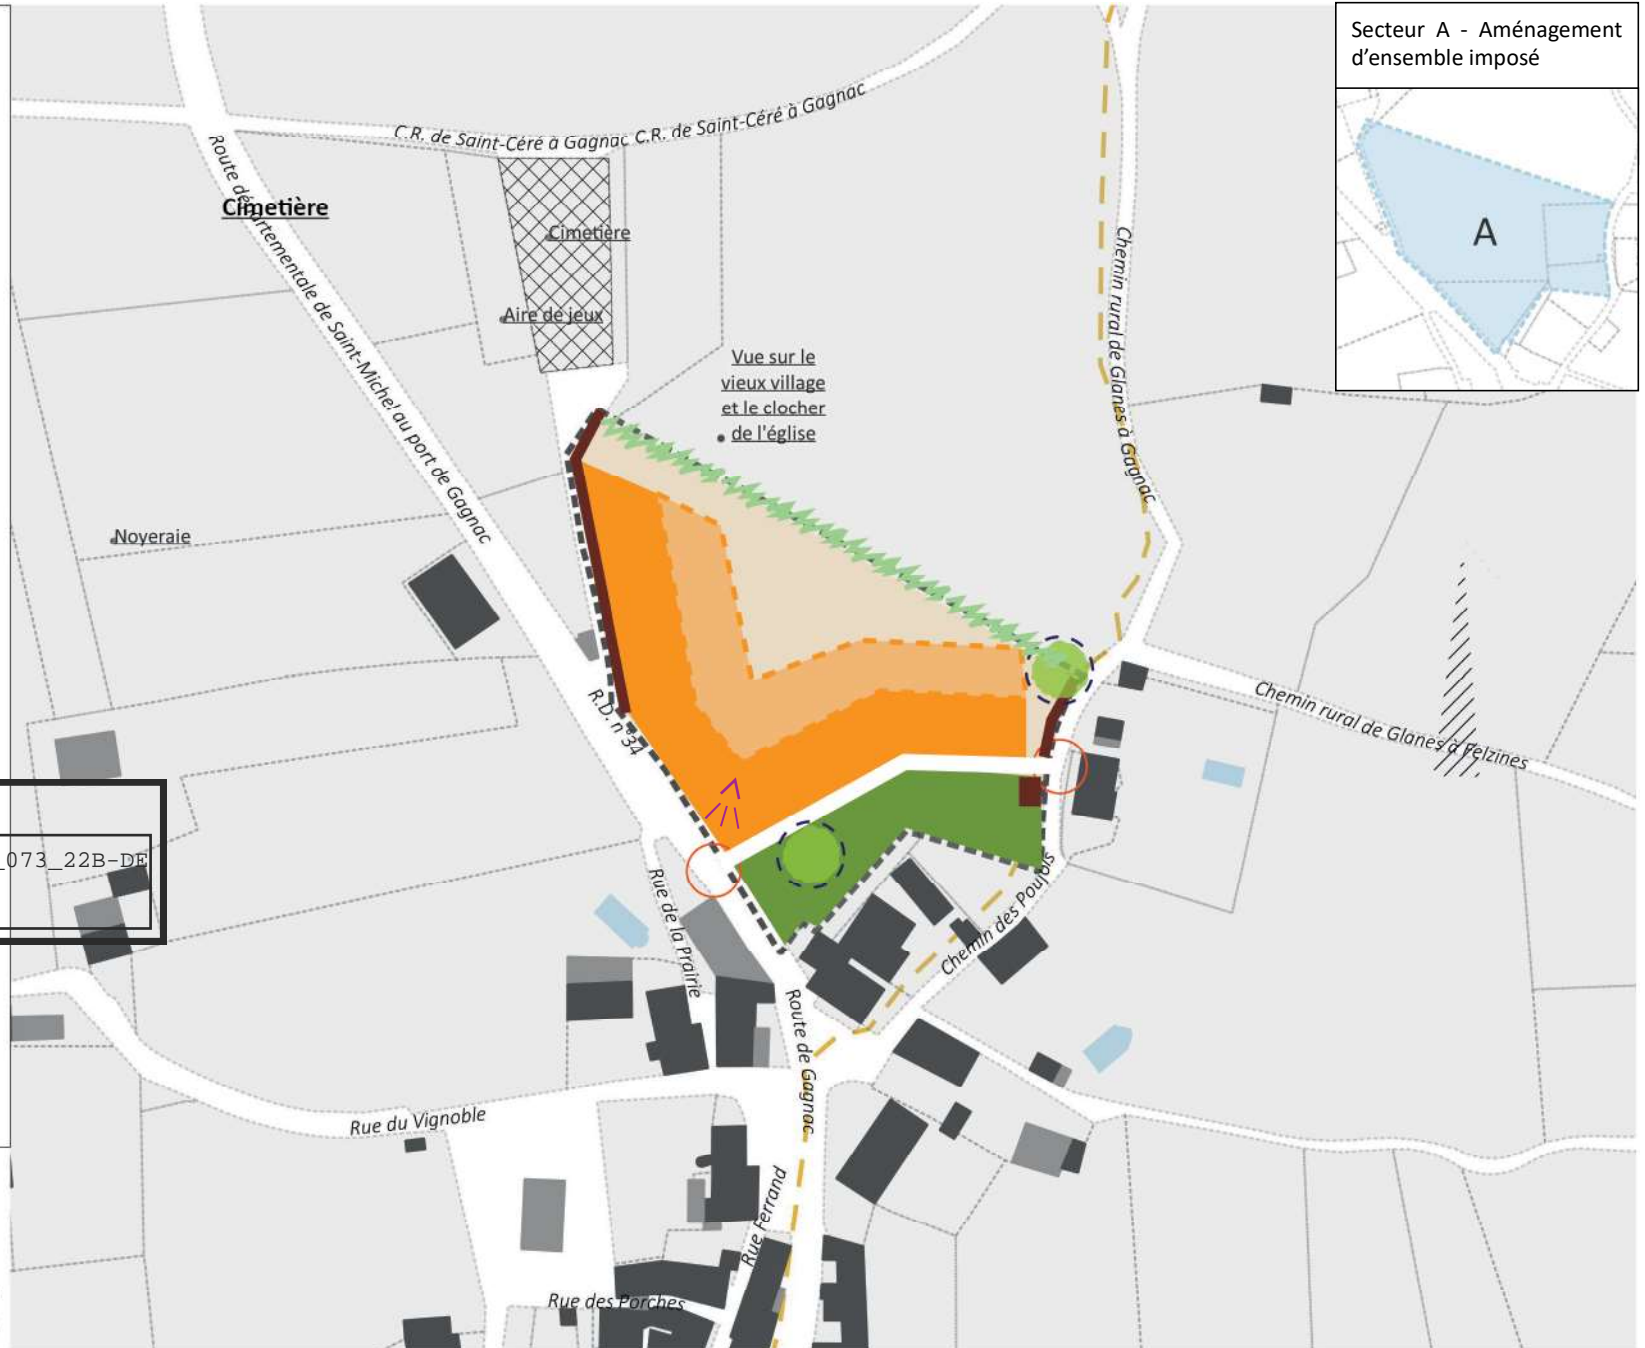 Secteur A - Aménagement
d'ensemble imposé
A
C.R. de Saint-Céré à Gagnac C.R. de Saint-Céré à Gagnac
Route départementale de Saint-Michel au port de Gagnac
Cimetière
Cimetière
Aire de jeux
Vue sur le
vieux village
et le clocher
de l'église
Chemin rural de Glanes à Gagnac
Noyeraie
R.D. n°34
Chemin rural de Glanes à Felzines
_073_22B-DE
Rue de la Prairie
Chemin des Poujols
Route de Gagnac
Rue du Vignoble
Rue Ferrand
Rue des Porches